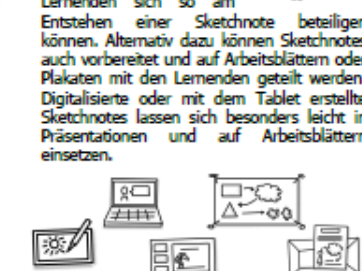 Lernenden sich so am
Entstehen einer Sketchnote beteiligen
können. Alternativ dazu können Sketchnotes
auch vorbereitet und auf Arbeitsblättern oder
Plakaten mit den Lernenden geteilt werden.
Digitalisierte oder mit dem Tablet erstellte
Sketchnotes lassen sich besonders leicht in
Präsentationen und auf Arbeitsblättern
einsetzen.